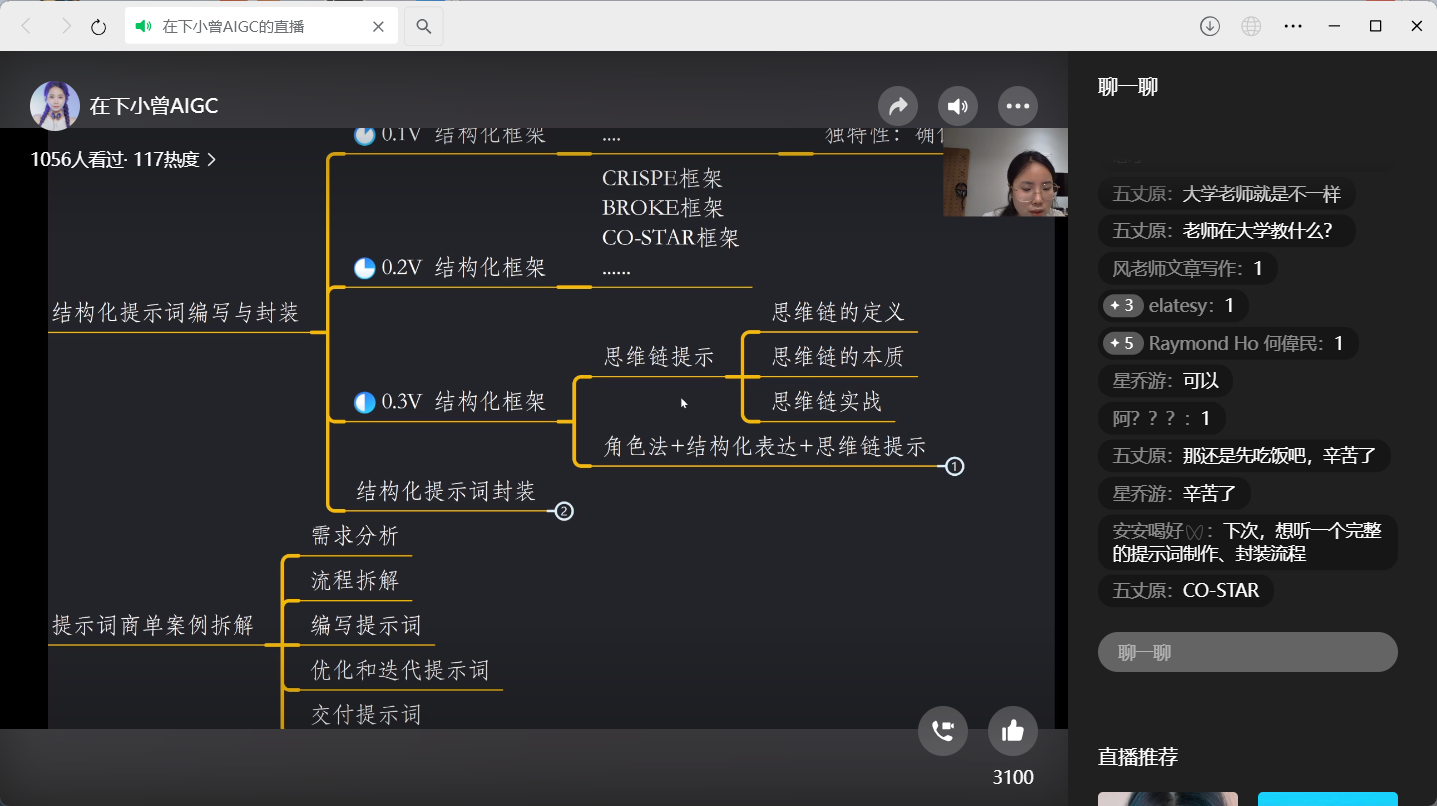 在下小曾AIGC的直播
在下小曾AIGC
1056人看过· 117热度
0.1V 结构化框架
....
独特性：确
CRISPE框架
BROKE框架
CO-STAR框架
0.2V 结构化框架
......
结构化提示词编写与封装
思维链的定义
思维链提示
思维链的本质
0.3V 结构化框架
思维链实战
角色法+结构化表达+思维链提示
1
结构化提示词封装
2
需求分析
流程拆解
提示词商单案例拆解
编写提示词
优化和迭代提示词
交付提示词
3100
聊一聊
五丈原：大学老师就是不一样
五丈原：老师在大学教什么？
风老师文章写作：1
3 elatesy：1
5 Raymond Ho 何偉民：1
星乔游：可以
阿？？？：1
五丈原：那还是先吃饭吧，辛苦了
星乔游：辛苦了
安安喝好：下次，想听一个完整
的提示词制作、封装流程
五丈原：CO-STAR
聊一聊
直播推荐